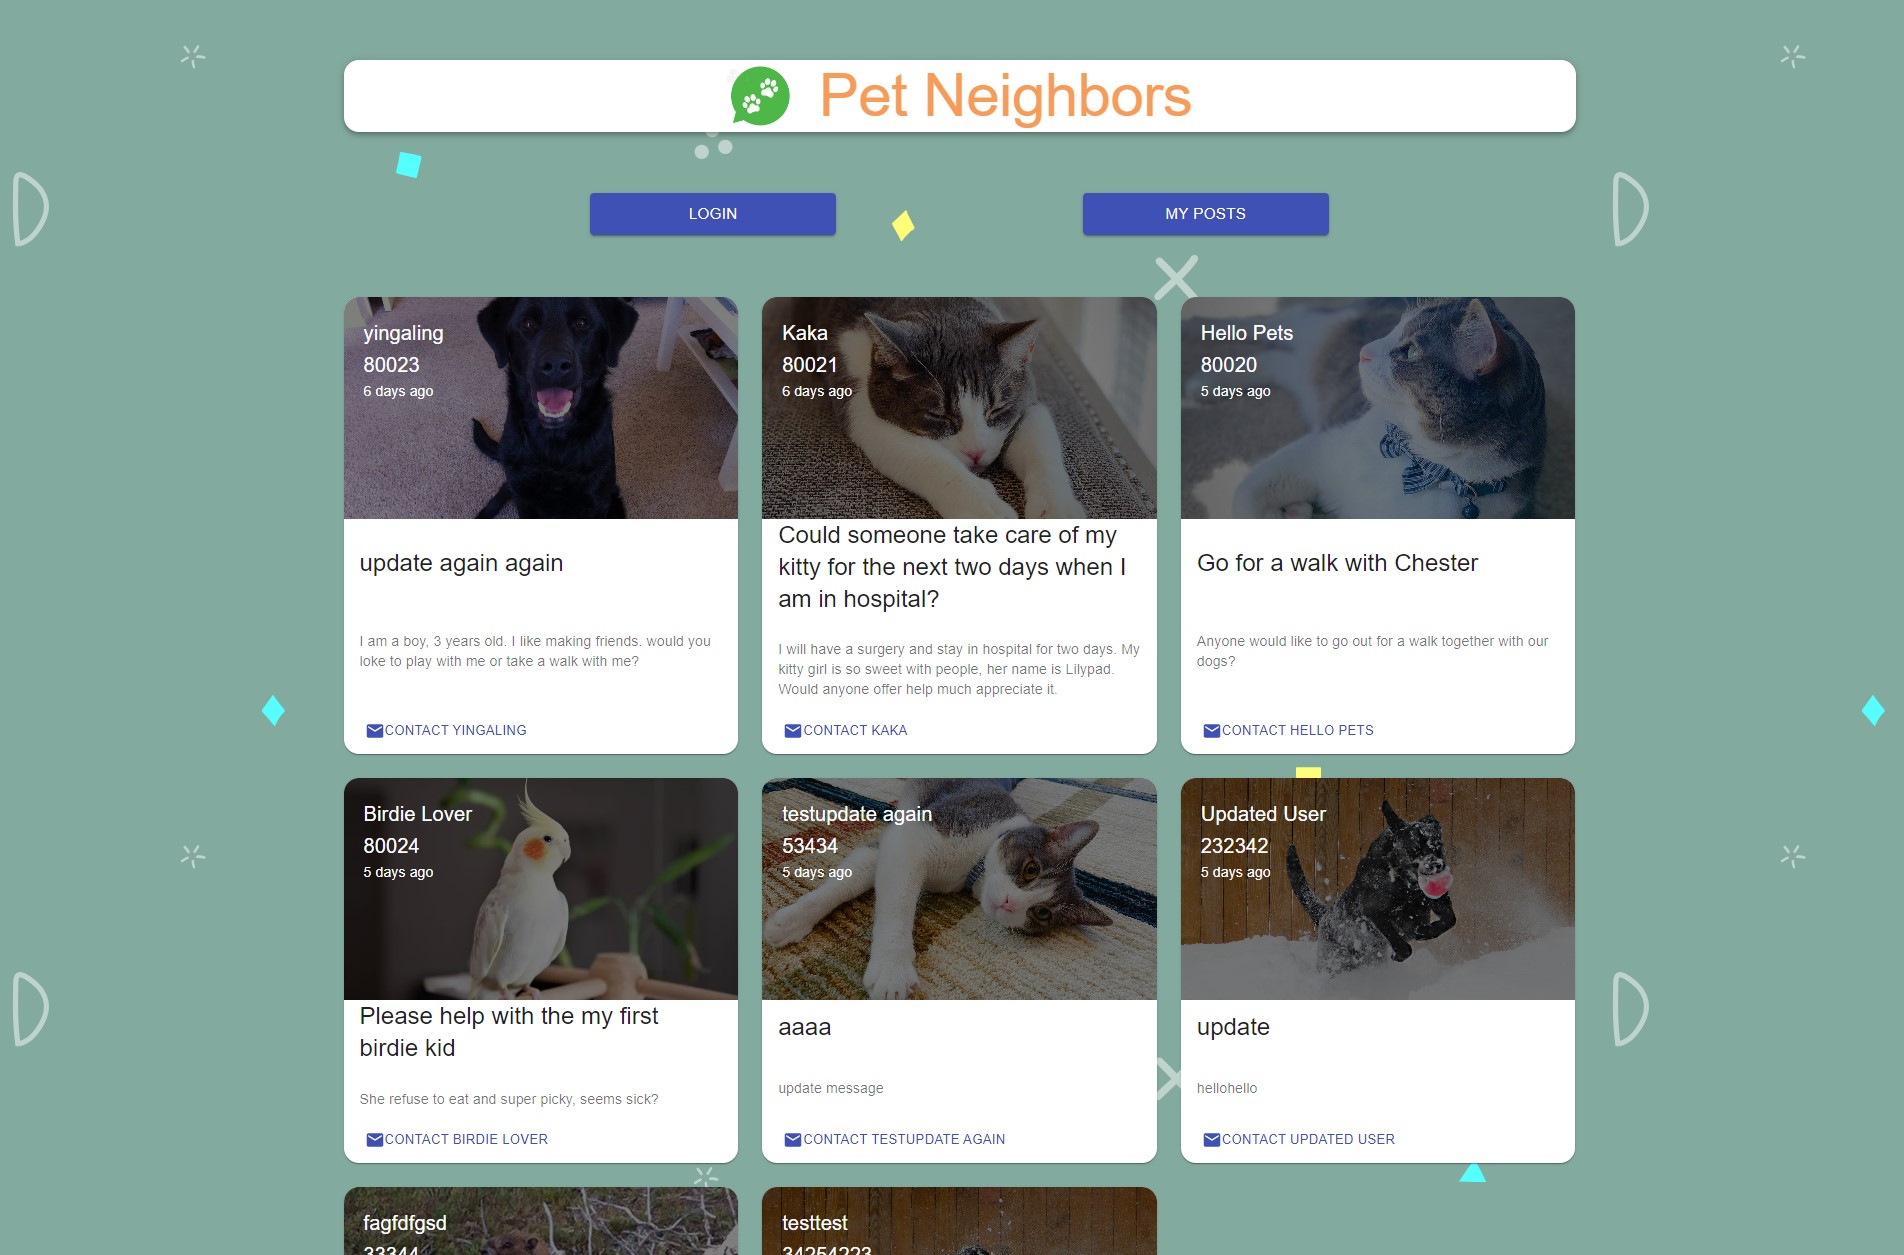 Pet Neighbors
LOGIN
MY POSTS
yingaling
80023
6 days ago
update again again
I am a boy, 3 years old. I like making friends. would you
loke to play with me or take a walk with me?
CONTACT YINGALING
Kaka
80021
6 days ago
Could someone take care of my
kitty for the next two days when I
am in hospital?
I will have a surgery and stay in hospital for two days. My
kitty girl is so sweet with people, her name is Lilypad.
Would anyone offer help much appreciate it.
CONTACT KAKA
Hello Pets
80020
5 days ago
Go for a walk with Chester
Anyone would like to go out for a walk together with our
dogs?
CONTACT HELLO PETS
Birdie Lover
80024
5 days ago
Please help with the my first
birdie kid
She refuse to eat and super picky, seems sick?
CONTACT BIRDIE LOVER
testupdate again
53434
5 days ago
aaaa
update message
CONTACT TESTUPDATE AGAIN
Updated User
232342
5 days ago
update
hellohello
CONTACT UPDATED USER
fagfdfgsd
33344
testtest
34254223